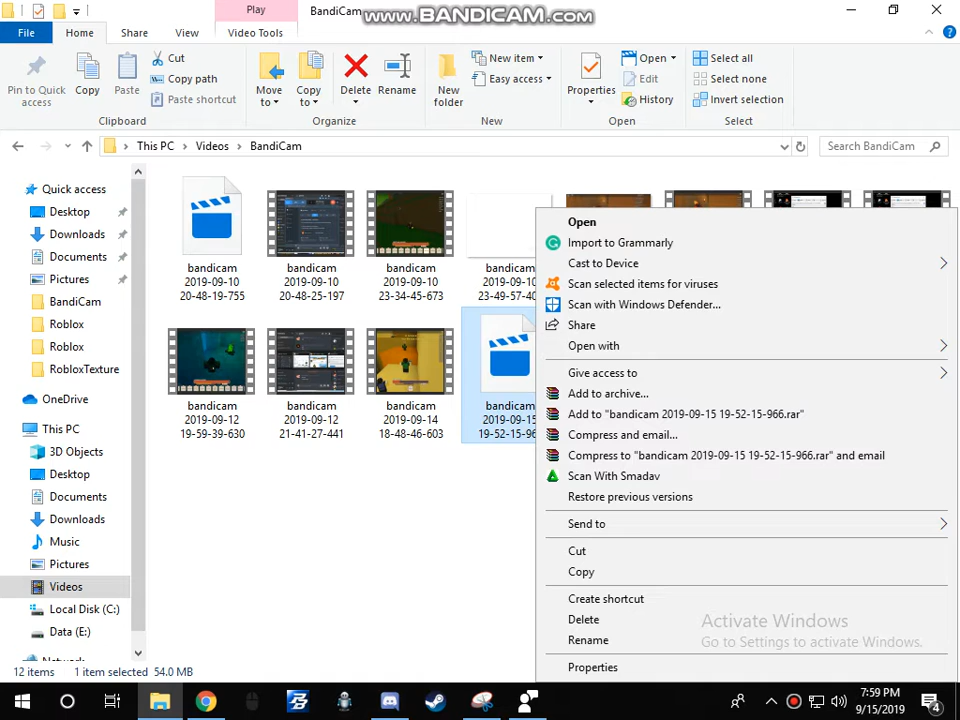 Play
BandiCam
www.BANDICAM.com
File
Home
Share
View
Video Tools
Pin to Quick
access
Copy
Paste
Cut
Copy path
Paste shortcut
Clipboard
Move
to
Copy
to
Delete
Rename
Organize
New
folder
New item
Easy access
New
Properties
Open
Edit
History
Open
Select all
Select none
Invert selection
Select
This PC
Videos
BandiCam
Search BandiCam
Quick access
Desktop
Downloads
Documents
Pictures
BandiCam
Roblox
Roblox
RobloxTexture
OneDrive
This PC
3D Objects
Desktop
Documents
Downloads
Music
Pictures
Videos
Local Disk (C:)
Data (E:)
bandicam
2019-09-10
20-48-19-755
bandicam
2019-09-10
20-48-25-197
bandicam
2019-09-10
23-34-45-673
bandicam
2019-09-10
23-49-57-40
bandicam
2019-09-12
19-59-39-630
bandicam
2019-09-12
21-41-27-441
bandicam
2019-09-14
18-48-46-603
bandicam
2019-09-15
19-52-15-96
Open
Import to Grammarly
Cast to Device
Scan selected items for viruses
Scan with Windows Defender...
Share
Open with
Give access to
Add to archive...
Add to "bandicam 2019-09-15 19-52-15-966.rar"
Compress and email...
Compress to "bandicam 2019-09-15 19-52-15-966.rar" and email
Scan With Smadav
Restore previous versions
Send to
Cut
Copy
Create shortcut
Delete
Rename
Properties
Activate Windows
Go to Settings to activate Windows.
12 items
1 item selected 54.0 MB
7:59 PM
9/15/2019
4